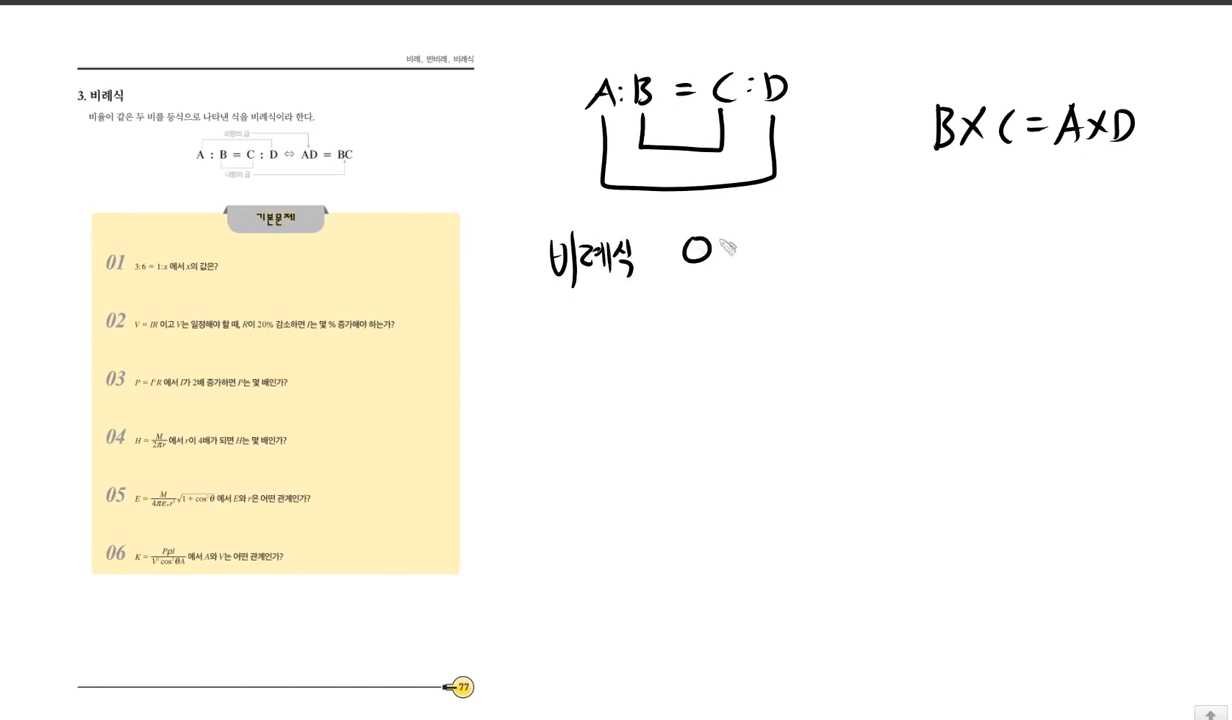 비례, 반비례, 비례식
3. 비례식
비율이 같은 두 비를 등식으로 나타낸 식을 비례식이라 한다.
외항의 곱
A : B = C : D ⇔ AD = BC
내항의 곱
기본문제
01 3:6 = 1:x 에서 x의 값은?
02 V = IR 이고 V는 일정해야 할 때, R이 20% 감소하면 I는 몇 % 증가해야 하는가?
03 P = I²R 에서 I가 2배 증가하면 P는 몇 배인가?
04 H = M/2πr 에서 r이 4배가 되면 H는 몇 배인가?
05 E = M/4πε₀r³ √1 + cos²θ 에서 E와 r은 어떤 관계인가?
06 K = Pρl/V² cos²θA 에서 A와 V는 어떤 관계인가?
77
A:B = C:D
B×C=A×D
비례식 O